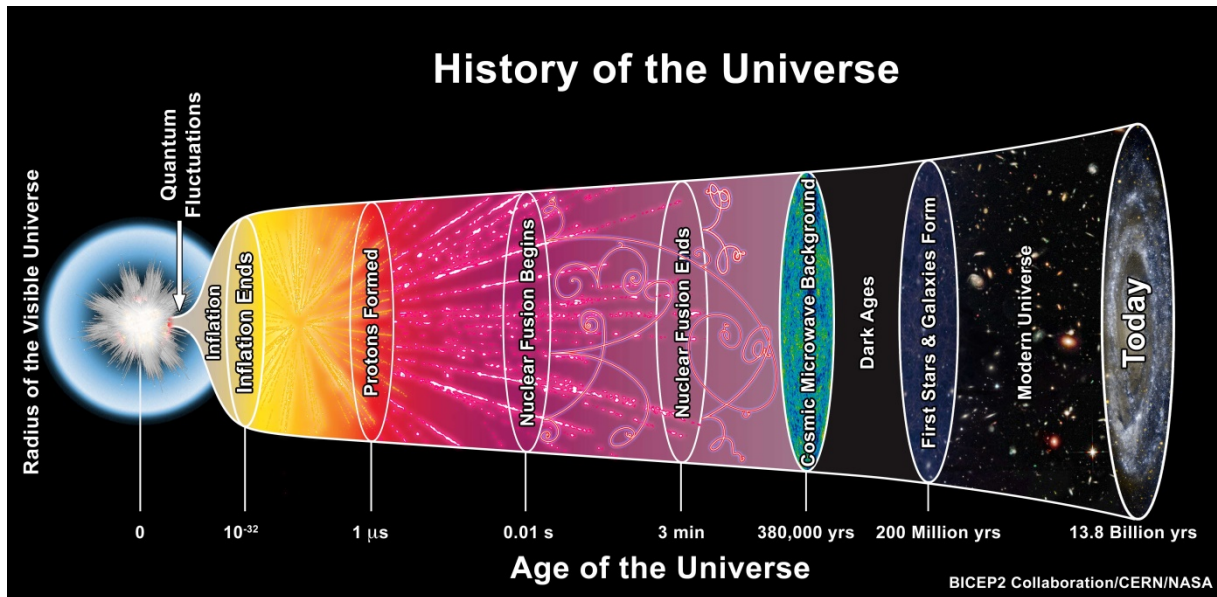 History of the Universe
Radius of the Visible Universe
Quantum
Fluctuations
Inflation
Inflation Ends
Protons Formed
Nuclear Fusion Begins
Nuclear Fusion Ends
Cosmic Microwave Background
Dark Ages
First Stars & Galaxies Form
Modern Universe
Today
0
10⁻³²
1 μs
0.01 s
3 min
380,000 yrs
200 Million yrs
13.8 Billion yrs
Age of the Universe
BICEP2 Collaboration/CERN/NASA